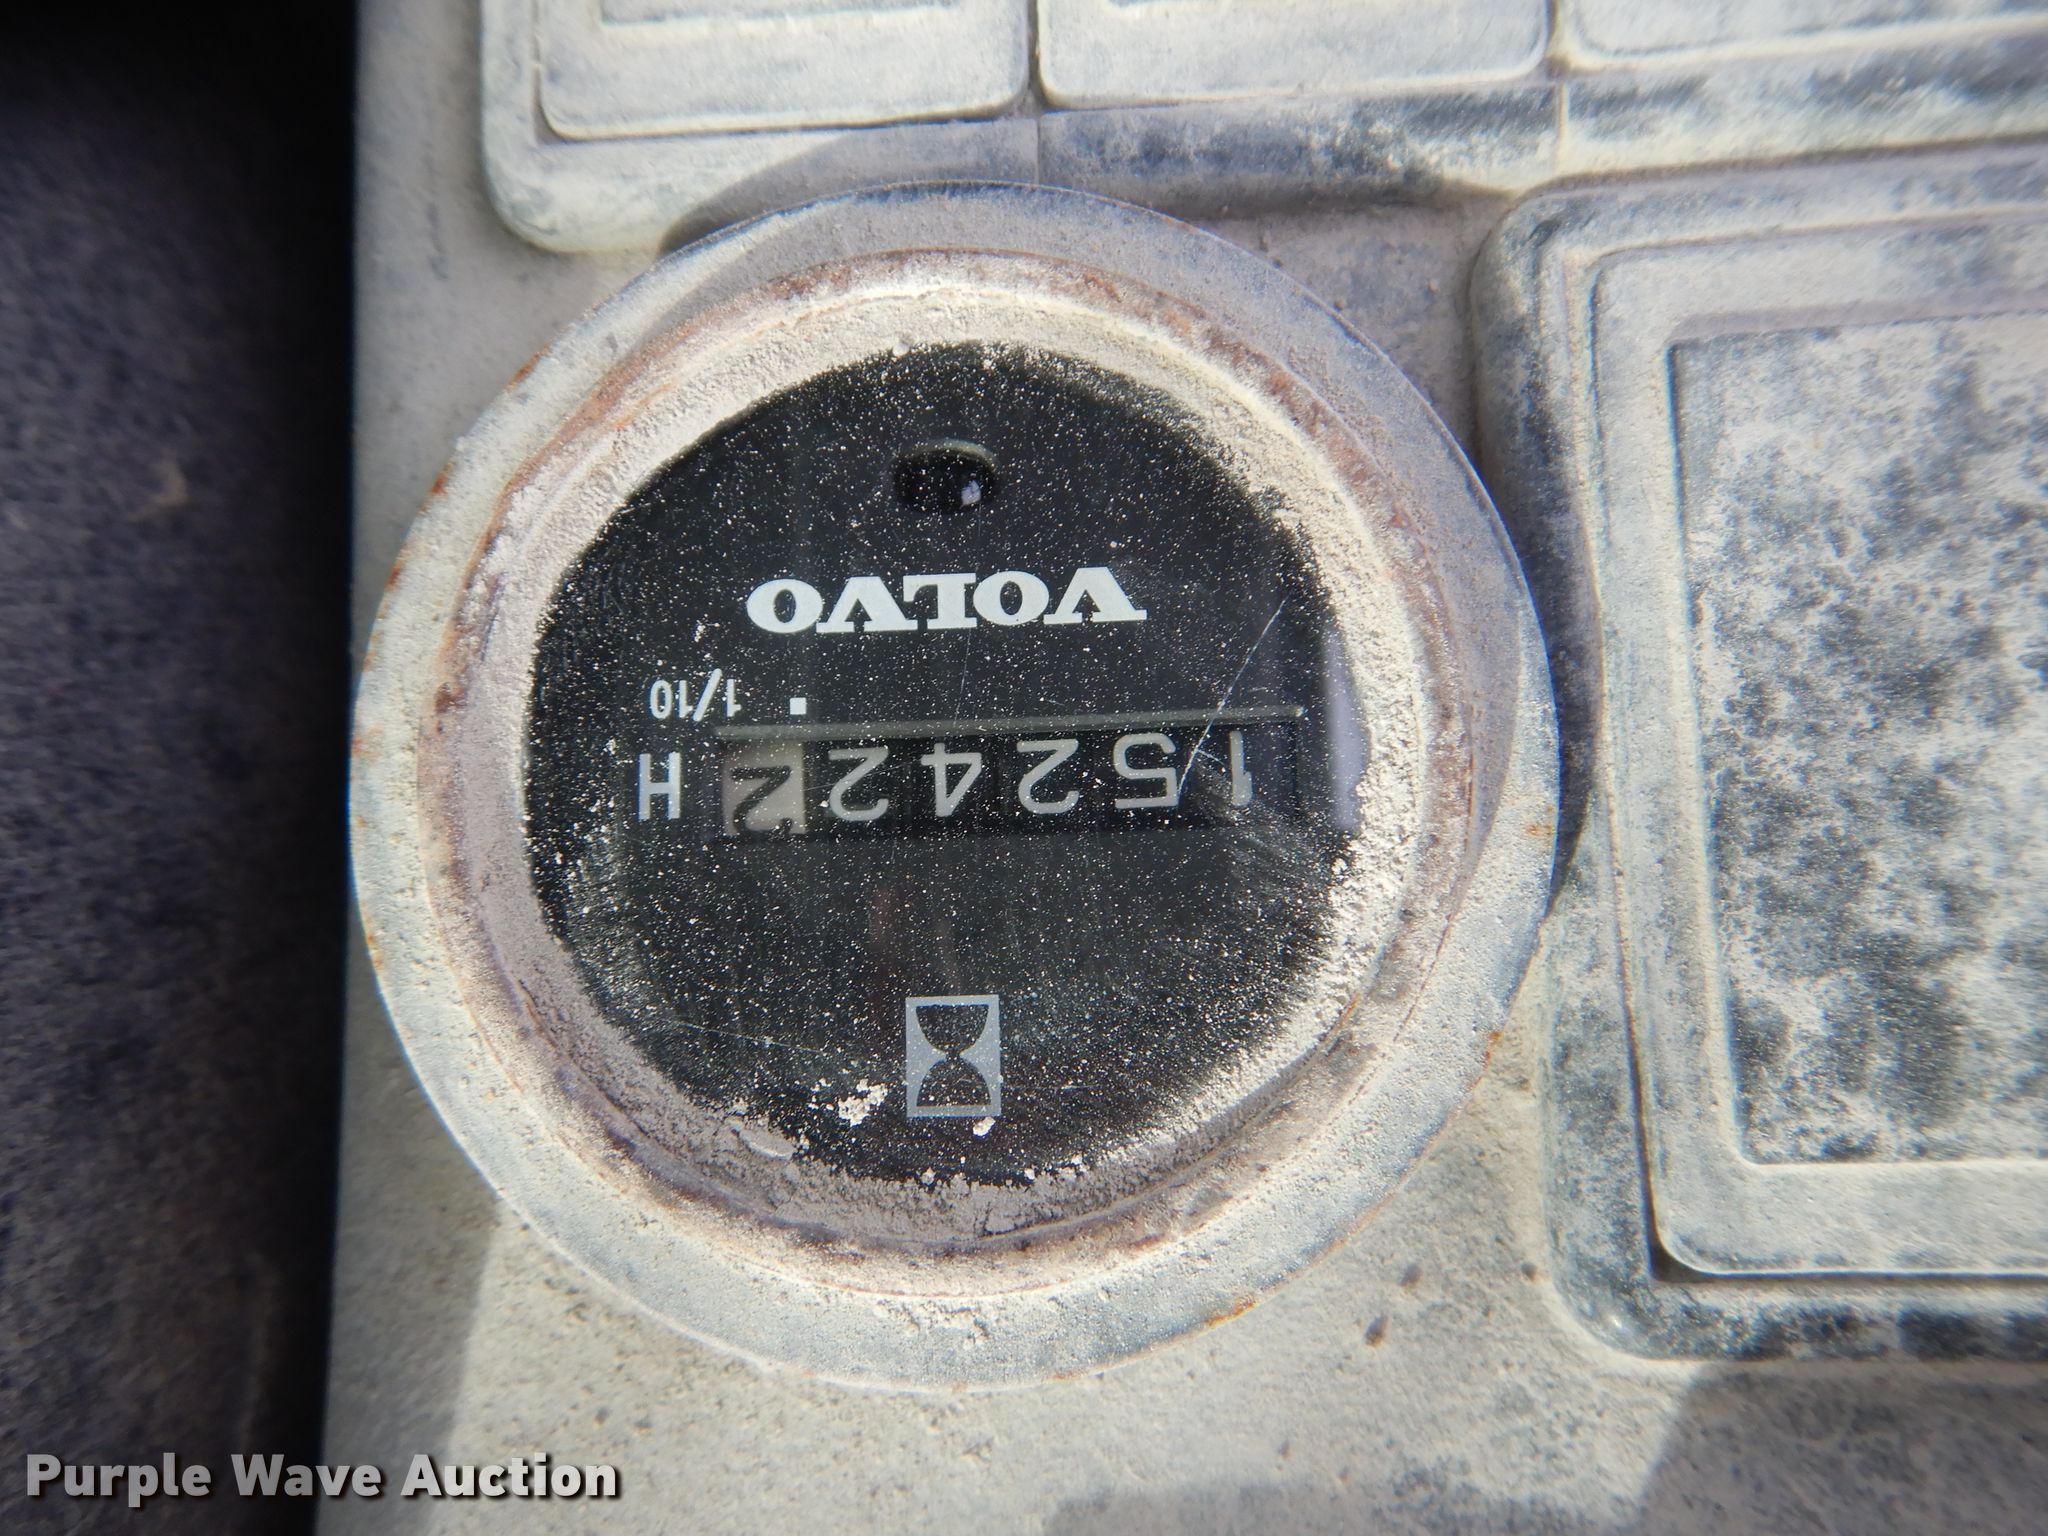 152422 H
. 1/10
VOLVO
Purple Wave Auction